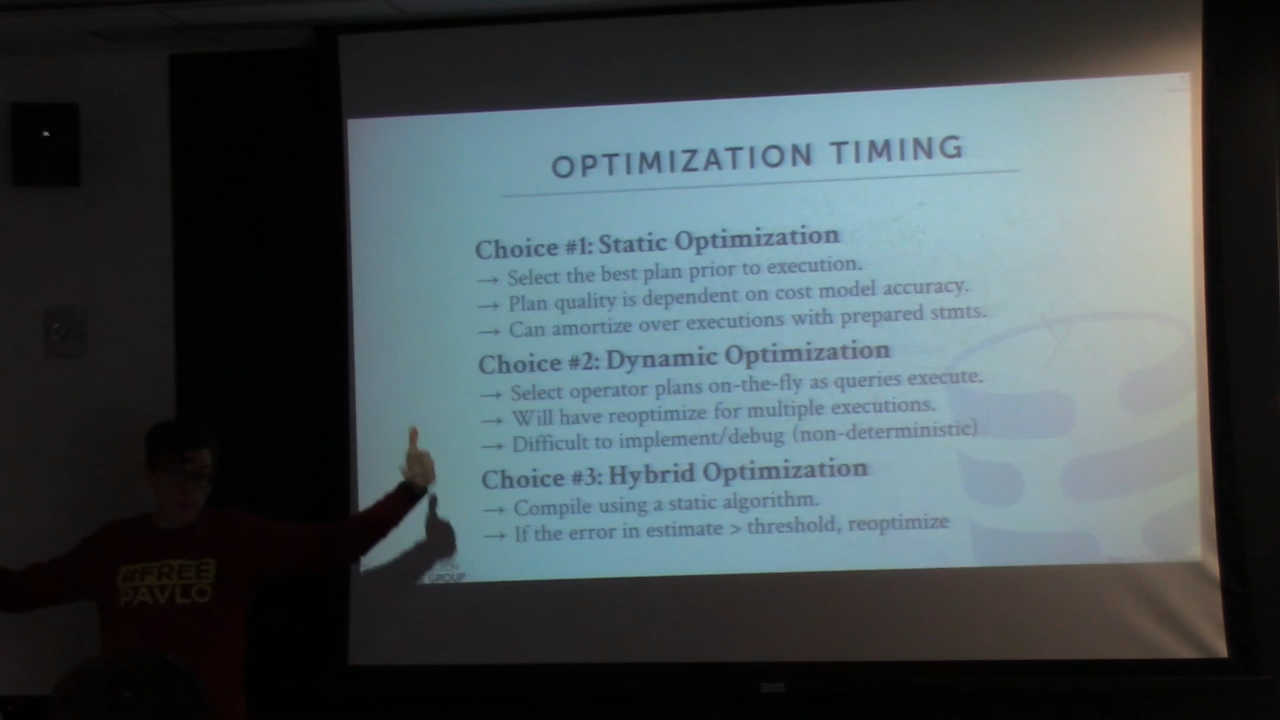 OPTIMIZATION TIMING
Choice #1: Static Optimization
→ Select the best plan prior to execution.
→ Plan quality is dependent on cost model accuracy.
→ Can amortize over executions with prepared stmts.
Choice #2: Dynamic Optimization
→ Select operator plans on-the-fly as queries execute.
→ Will have reoptimize for multiple executions.
→ Difficult to implement/debug (non-deterministic)
Choice #3: Hybrid Optimization
→ Compile using a static algorithm.
→ If the error in estimate > threshold, reoptimize
GROUP
#FREE
PAVLO